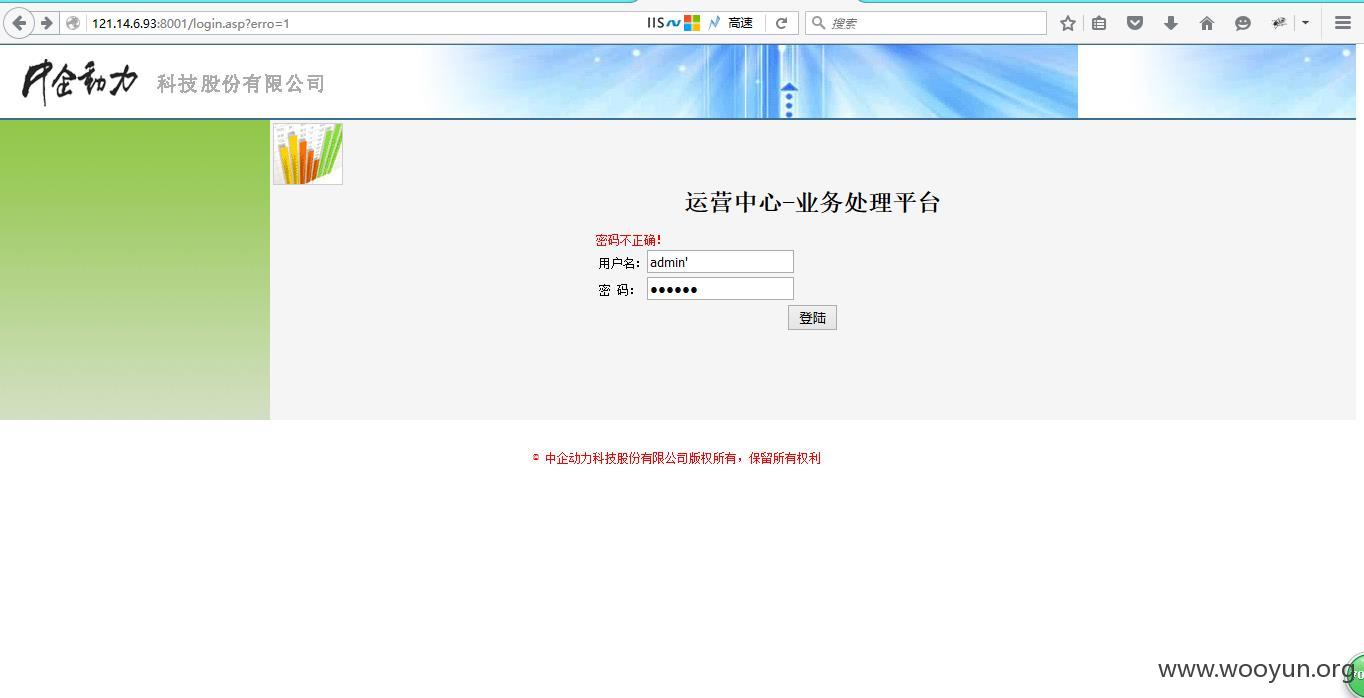 121.14.6.93:8001/login.asp?erro=1
IIS
高速
搜索
中企动力 科技股份有限公司
运营中心-业务处理平台
密码不正确!
用户名: admin'
密 码: ●●●●●●
登陆
© 中企动力科技股份有限公司版权所有，保留所有权利
www.wooyun.org